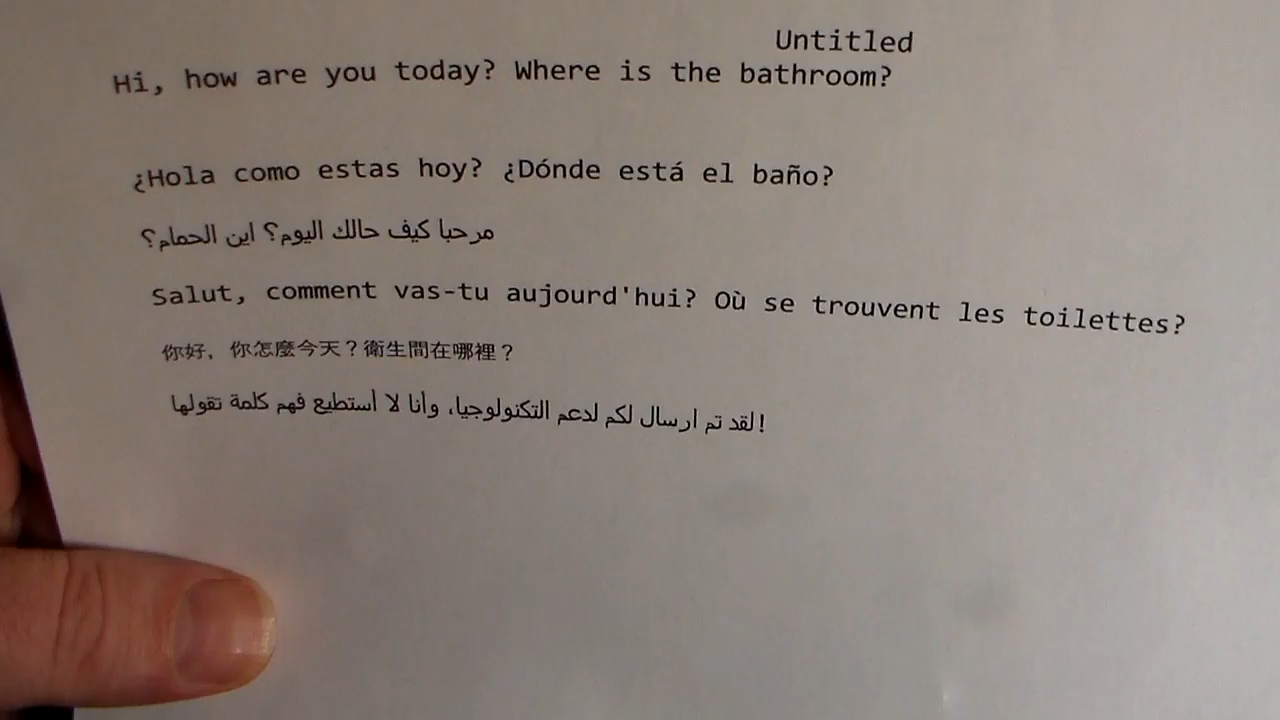 Untitled
Hi, how are you today? Where is the bathroom?
¿Hola como estas hoy? ¿Dónde está el baño?
مرحبا كيف حالك اليوم؟ اين الحمام؟
Salut, comment vas-tu aujourd'hui? Où se trouvent les toilettes?
你好，你怎麼今天？衛生間在哪裡？
!لقد تم ارسال لكم لدعم التكنولوجيا، وأنا لا أستطيع فهم كلمة تقولها